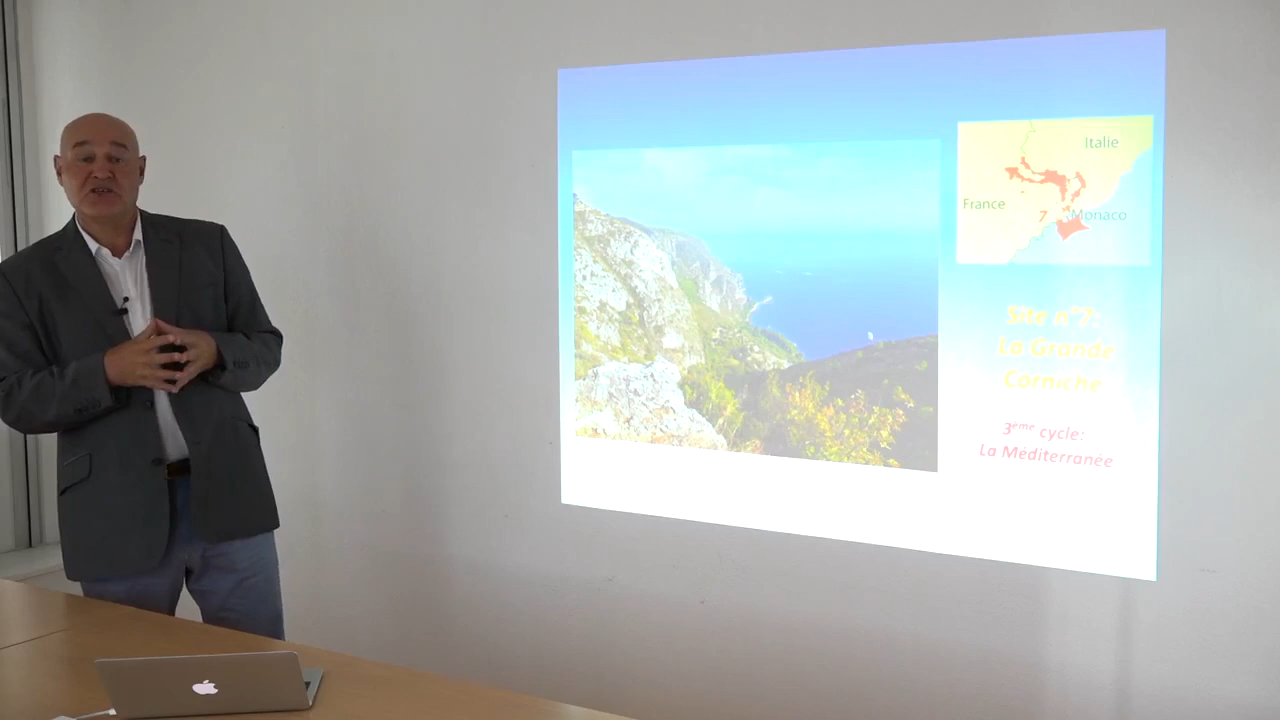 Italie
France
7
Monaco
Site n°7:
La Grande
Corniche
3ème cycle:
La Méditerranée